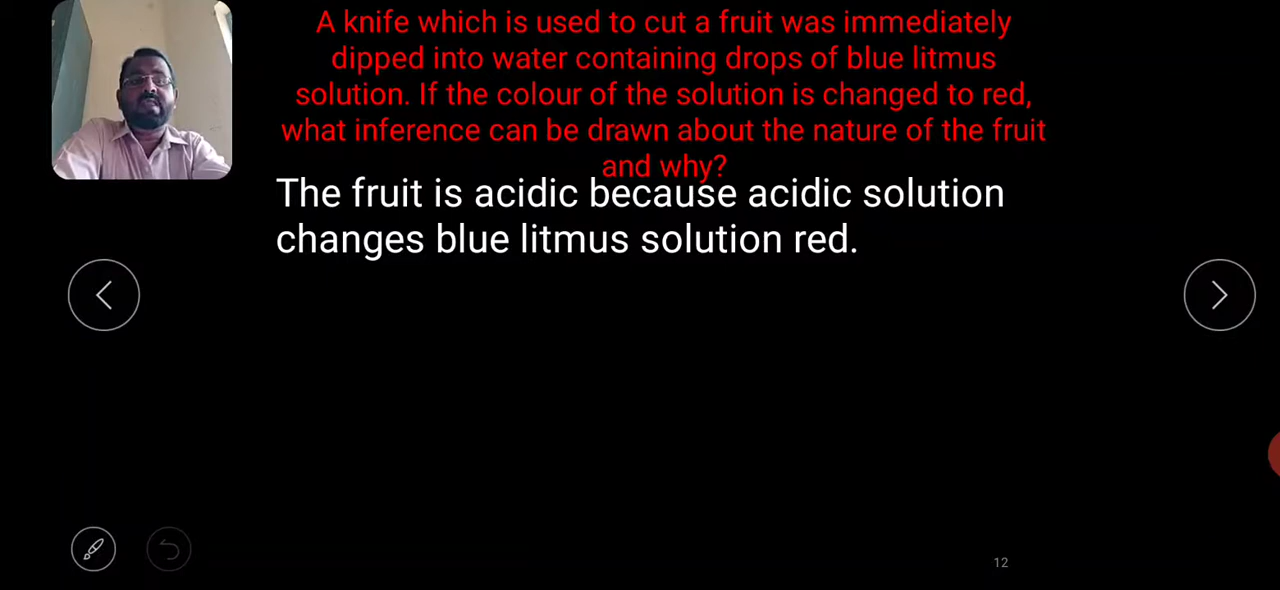 A knife which is used to cut a fruit was immediately
dipped into water containing drops of blue litmus
solution. If the colour of the solution is changed to red,
what inference can be drawn about the nature of the fruit
and why?
The fruit is acidic because acidic solution
changes blue litmus solution red.
12